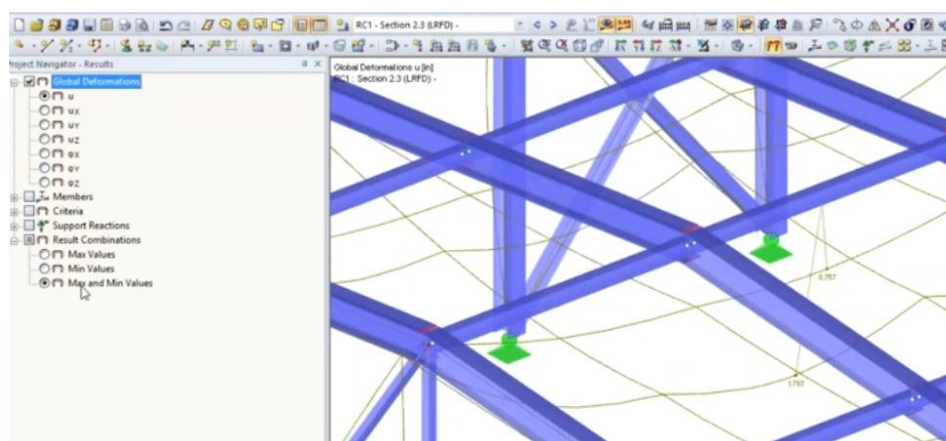 RC1 - Section 2.3 (LRFD) -
Project Navigator - Results
Global Deformations
u
uX
uY
uZ
φX
φY
φZ
Members
Criteria
Support Reactions
Result Combinations
Max Values
Min Values
Max and Min Values
Global Deformations u [in]
RC1 : Section 2.3 (LRFD)
1.797